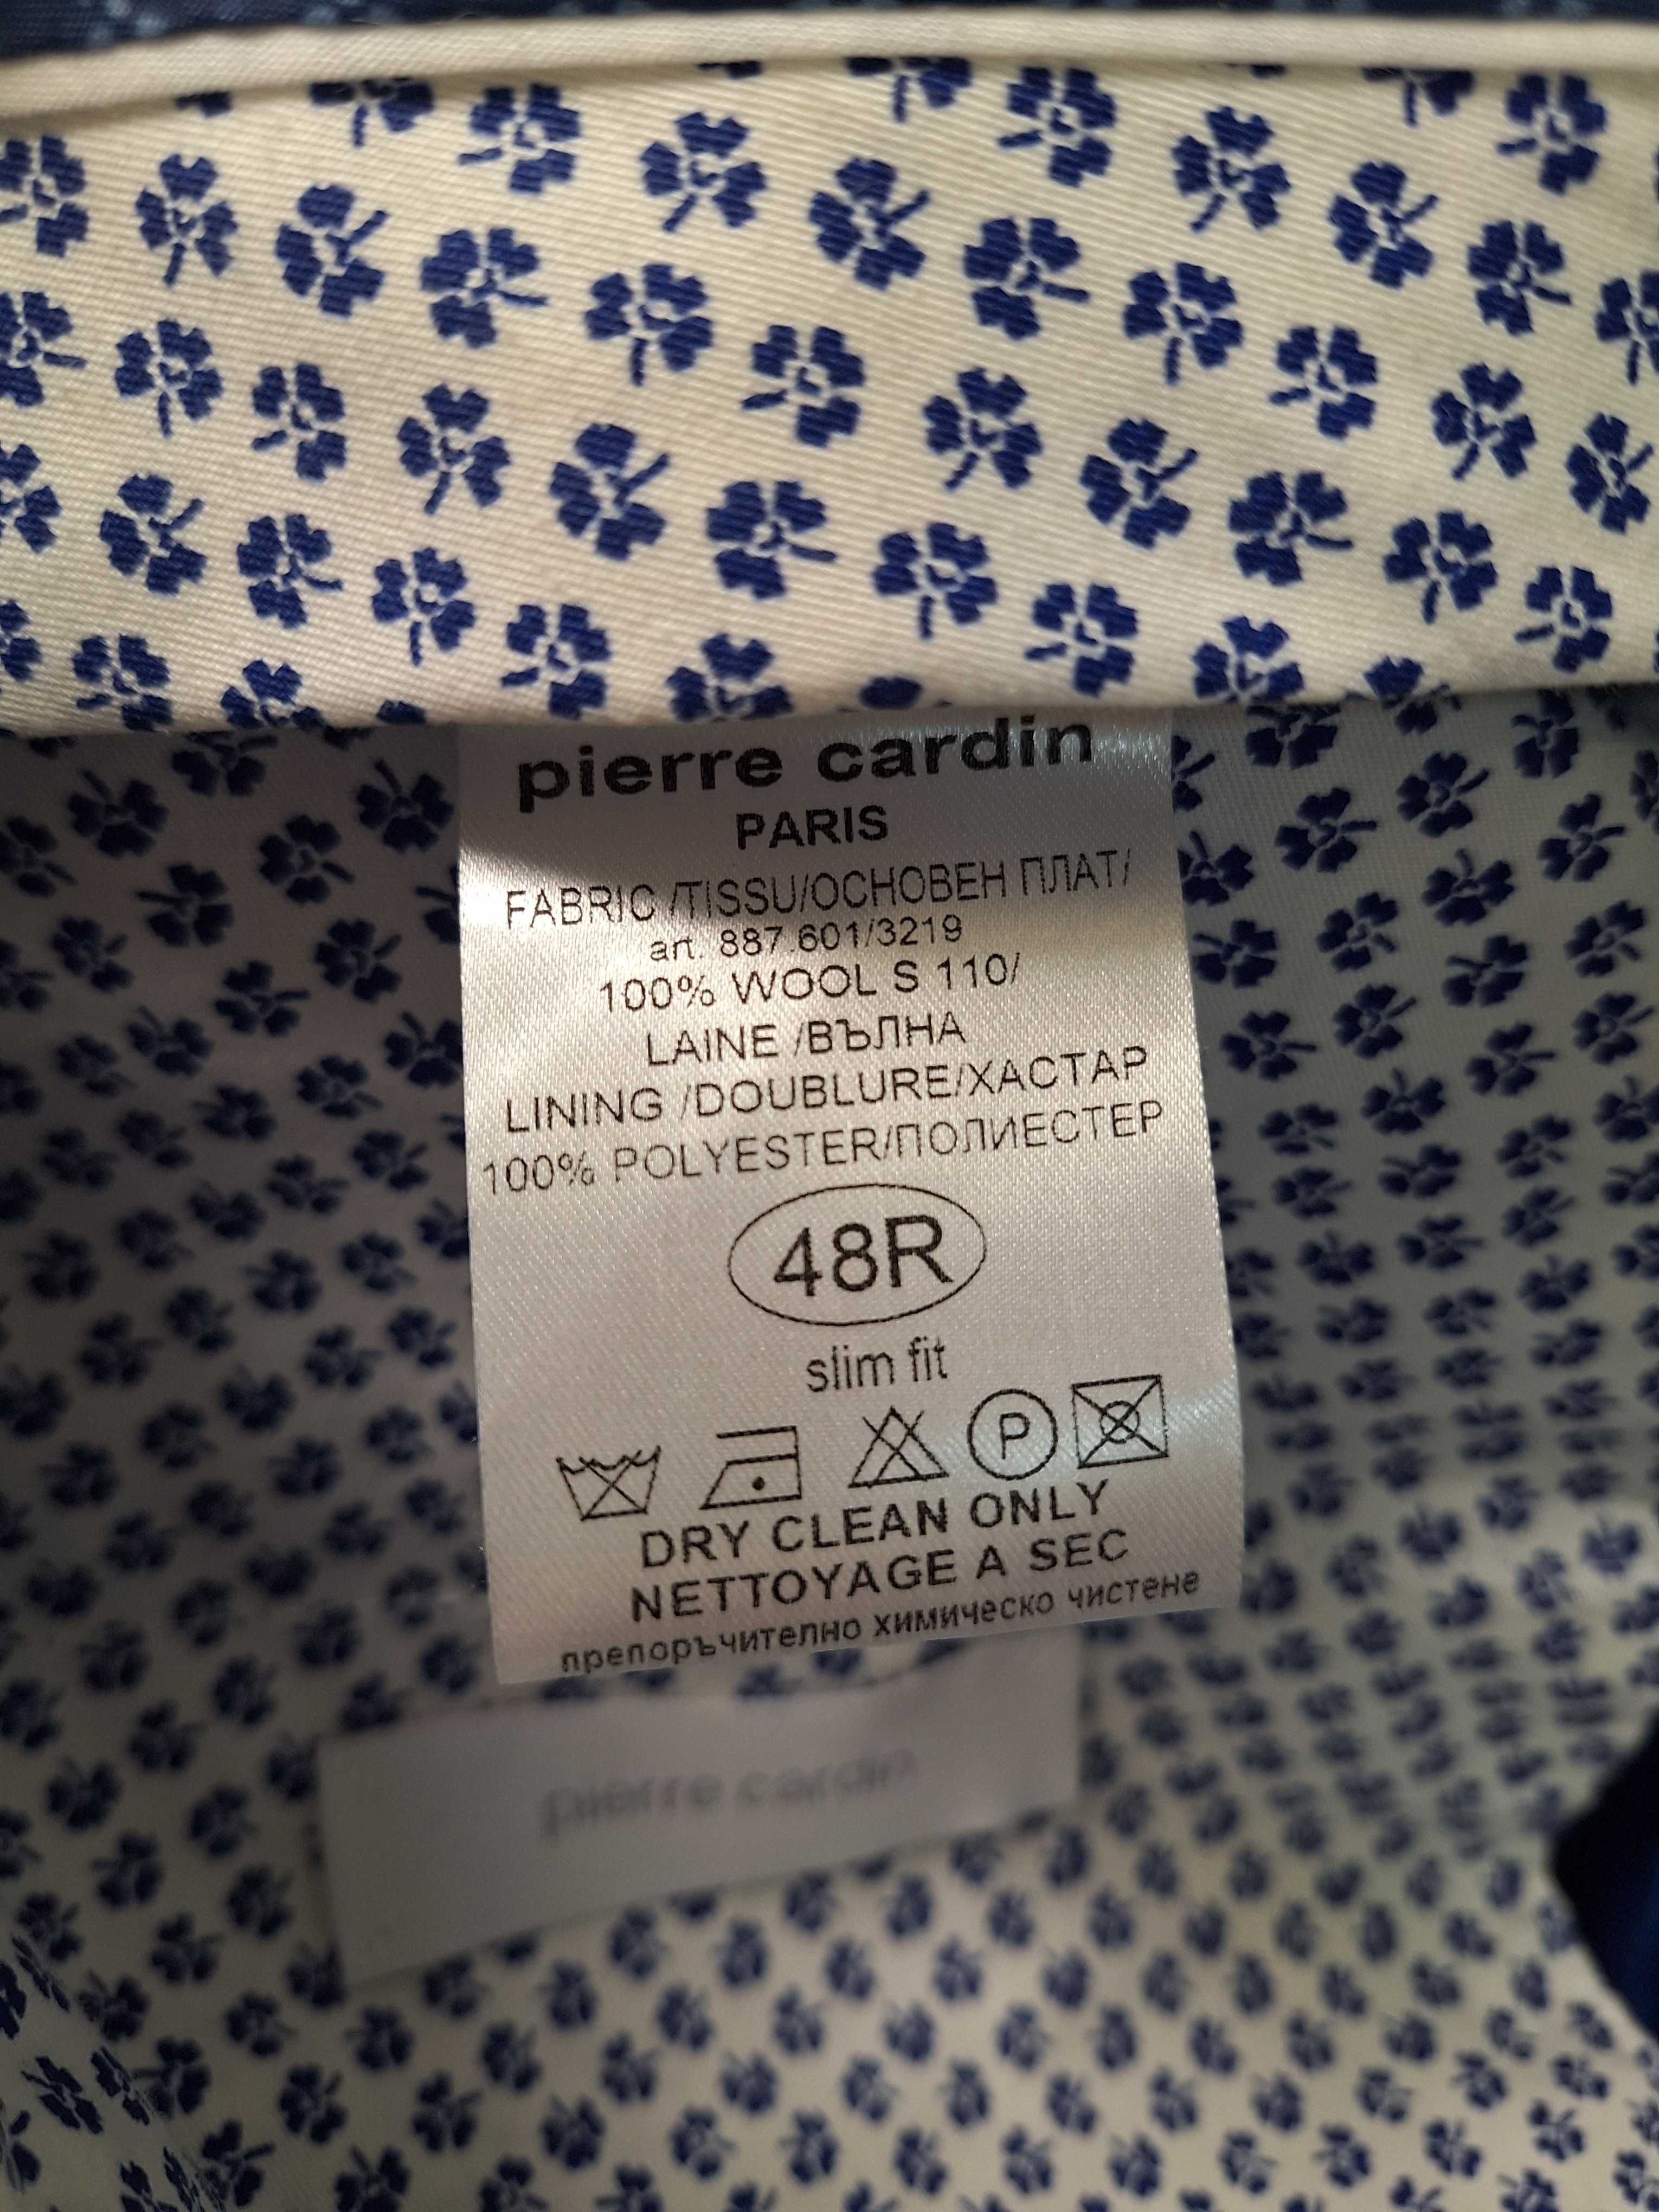 pierre cardin
PARIS
FABRIC /TISSU/ОСНОВЕН ПЛАТ/
art. 887.601/3219
100% WOOL S 110/
LAINE /ВЪЛНА
LINING /DOUBLURE/ХАСТАР
100% POLYESTER/ПОЛИЕСТЕР
48R
slim fit
P
DRY CLEAN ONLY
NETTOYAGE A SEC
препоръчително химическо чистене
pierre cardin